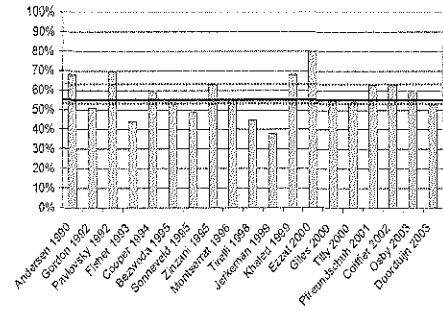 100%
90%
80%
70%
60%
50%
40%
30%
20%
10%
0%
Andersen 1990
Gordon 1992
Pavlovsky 1992
Fisher 1993
Cooper 1994
Bezwoda 1995
Sonneveld 1995
Zinzani 1995
Montserrat 1996
Tirelli 1998
Jerkeman 1999
Khaled 1999
Ezzat 2000
Giles 2000
Tilly 2000
Pfreundschuh 2001
Coiffier 2002
Osby 2003
Doorduijn 2003